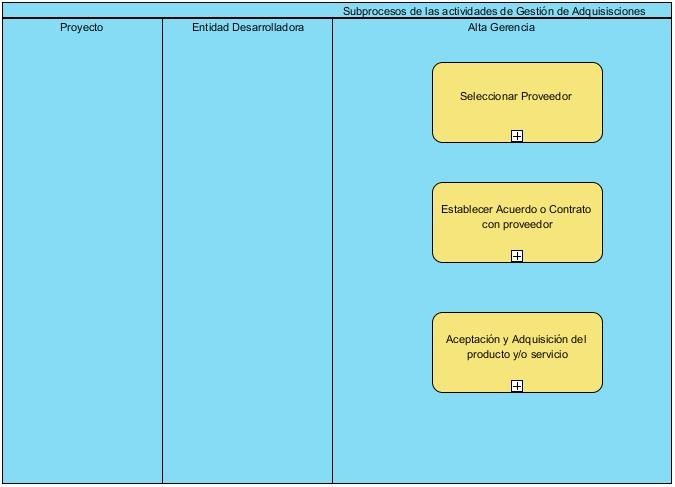 Subprocesos de las actividades de Gestión de Adquisisciones
Proyecto
Entidad Desarrolladora
Alta Gerencia
Seleccionar Proveedor
Establecer Acuerdo o Contrato
con proveedor
Aceptación y Adquisición del
producto y/o servicio